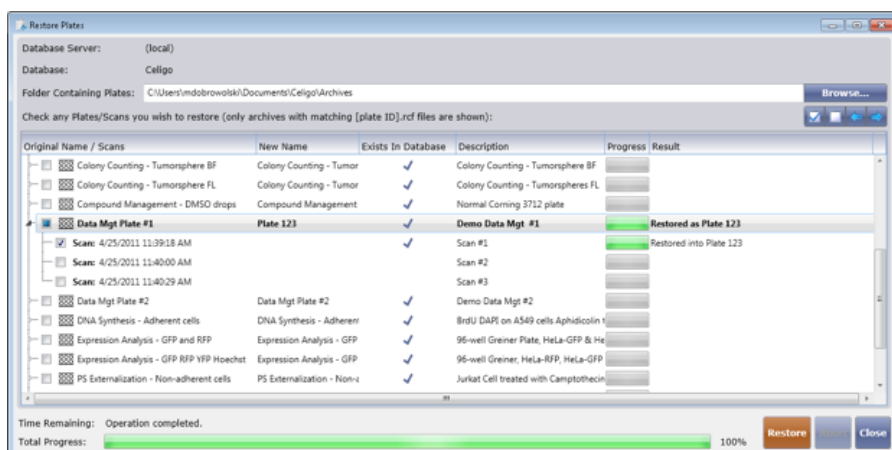 Restore Plates
Database Server: (local)
Database: Celigo
Folder Containing Plates: C:\Users\mdobrowolski\Documents\Celigo\Archives Browse...
Check any Plates/Scans you wish to restore (only archives with matching [plate ID].rcf files are shown):
Original Name / Scans New Name Exists In Database Description Progress Result
Colony Counting - Tumorsphere BF Colony Counting - Tumor Colony Counting - Tumorsphere BF
Colony Counting - Tumorsphere FL Colony Counting - Tumor Colony Counting - Tumorspheres FL
Compound Management - DMSO drops Compound Management Normal Corning 3712 plate
Data Mgt Plate #1 Plate 123 Demo Data Mgt #1 Restored as Plate 123
Scan: 4/25/2011 11:39:18 AM Scan #1 Restored into Plate 123
Scan: 4/25/2011 11:40:00 AM Scan #2
Scan: 4/25/2011 11:40:29 AM Scan #3
Data Mgt Plate #2 Data Mgt Plate #2 Demo Data Mgt #2
DNA Synthesis - Adherent cells DNA Synthesis - Adherent BrdU DAPI on A549 cells Aphidicolin
Expression Analysis - GFP and RFP Expression Analysis - GFP 96-well Greiner Plate, HeLa-GFP & He
Expression Analysis - GFP RFP YFP Hoechst Expression Analysis - GFP 96-well Greiner, HeLa-RFP, HeLa-GFP
PS Externalization - Non-adherent cells PS Externalization - Non- Jurkat Cell treated with Camptothecin
Time Remaining: Operation completed.
Total Progress: 100% Restore Close